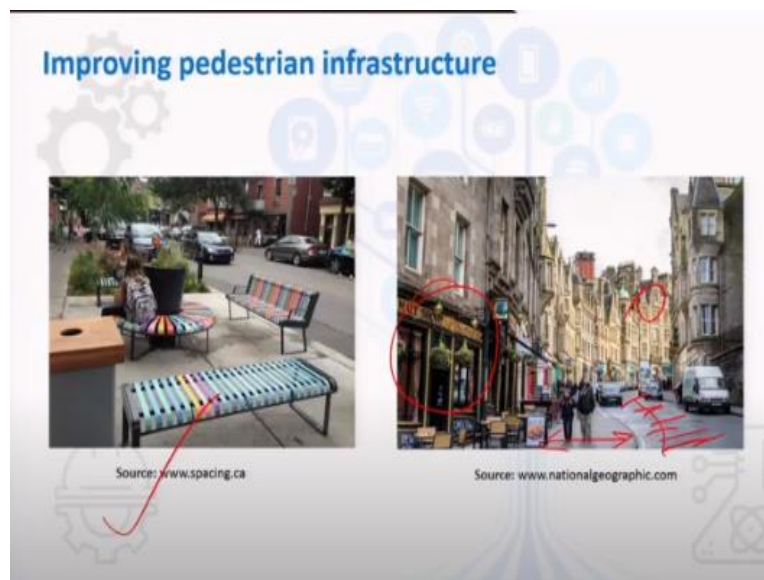 Improving pedestrian infrastructure
Source: www.spacing.ca
Source: www.nationalgeographic.com